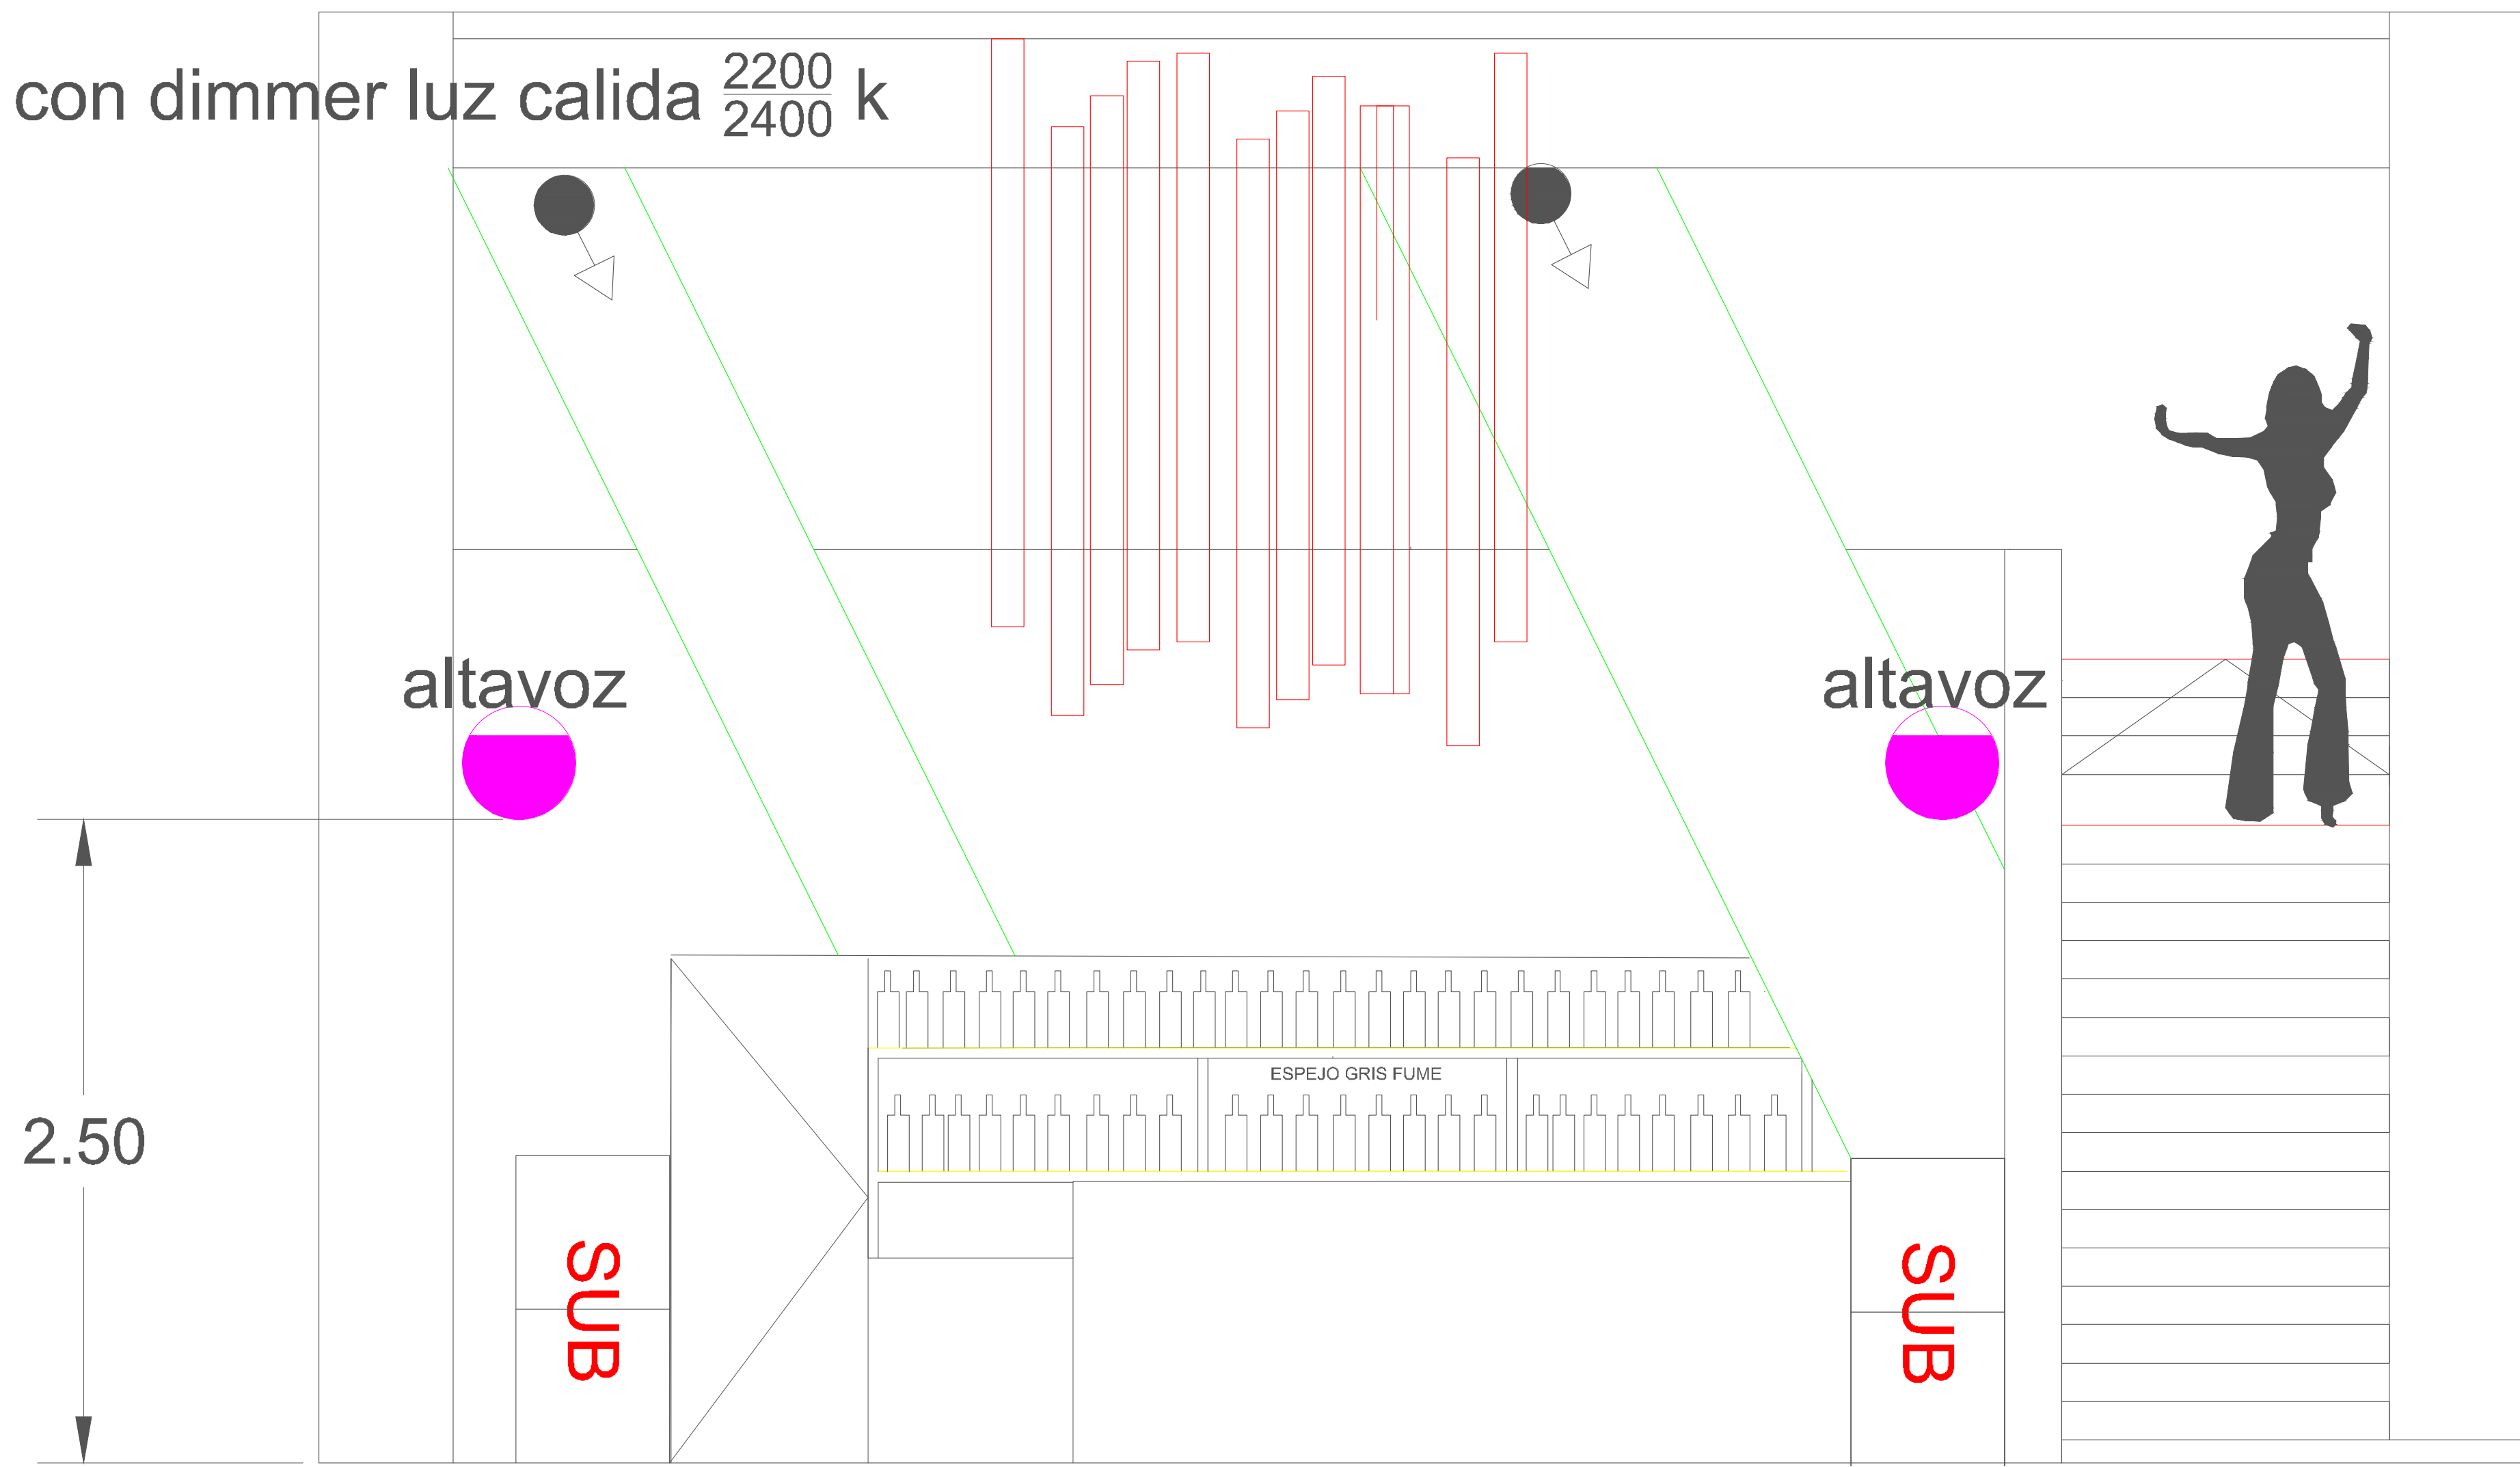 con dimmer luz calida 2200/2400 k
altavoz
altavoz
ESPEJO GRIS FUME
2.50
SUB
SUB